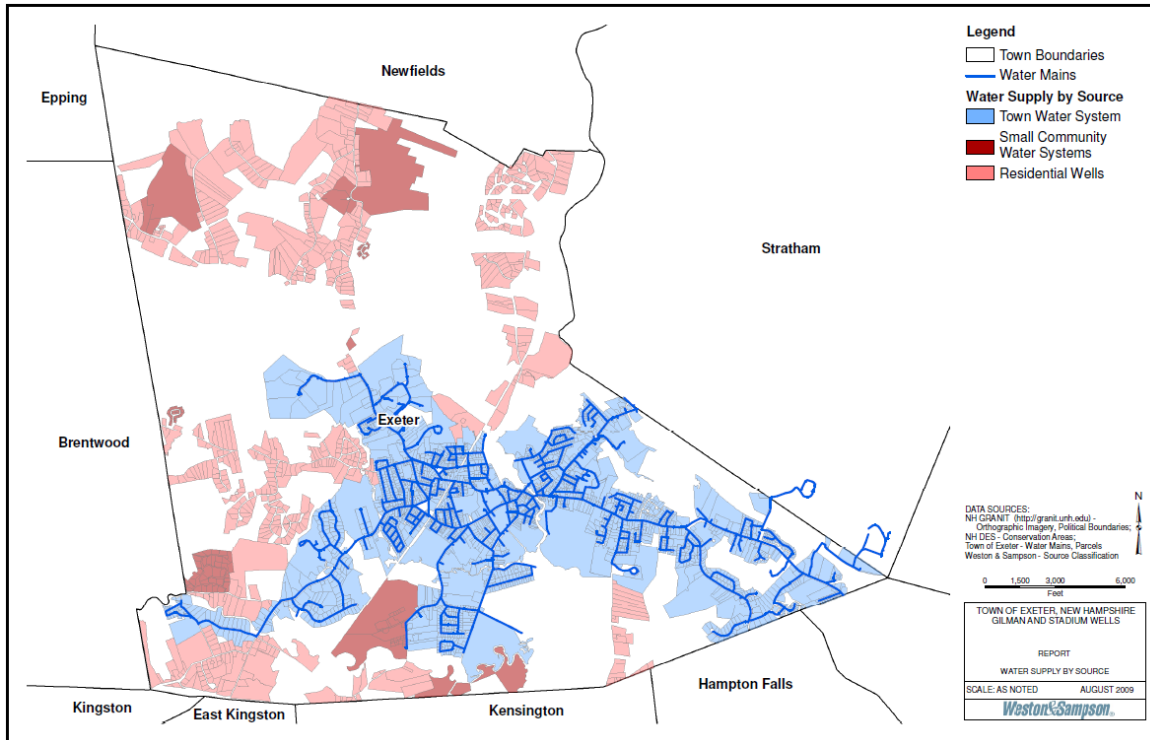 Newfields
Epping
Stratham
Exeter
Brentwood
Hampton Falls
Kingston
East Kingston
Kensington
Legend
Town Boundaries
Water Mains
Water Supply by Source
Town Water System
Small Community
Water Systems
Residential Wells
N
DATA SOURCES:
NH GRANIT (http://granit.unh.edu) -
Orthographic Imagery, Political Boundaries;
NH DES - Conservation Areas;
Town of Exeter - Water Mains, Parcels
Weston & Sampson - Source Classification
0 1,500 3,000 6,000
Feet
TOWN OF EXETER, NEW HAMPSHIRE
GILMAN AND STADIUM WELLS
REPORT
WATER SUPPLY BY SOURCE
SCALE: AS NOTED AUGUST 2009
Weston&Sampson®